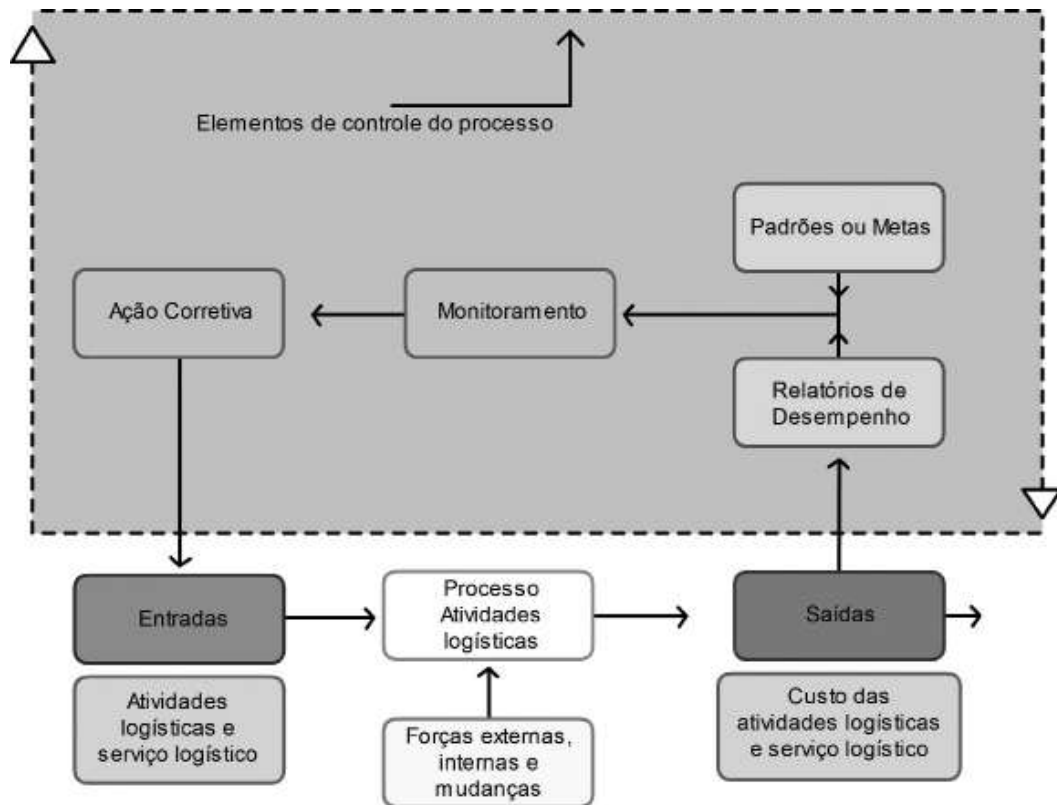 Elementos de controle do processo
Padrões ou Metas
Ação Corretiva
Monitoramento
Relatórios de
Desempenho
Entradas
Processo
Atividades
logísticas
Saídas
Atividades
logísticas e
serviço logístico
Forças externas,
internas e
mudanças
Custo das
atividades logísticas
e serviço logístico